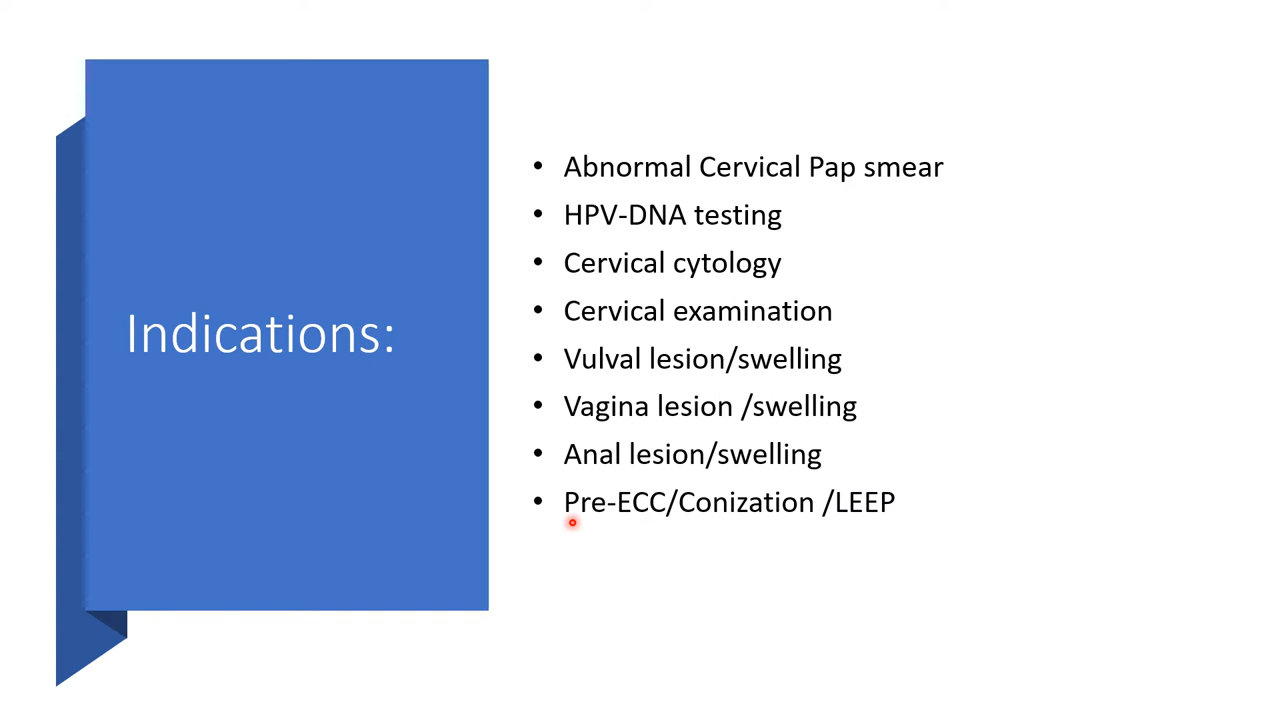 Indications:
• Abnormal Cervical Pap smear
• HPV-DNA testing
• Cervical cytology
• Cervical examination
• Vulval lesion/swelling
• Vagina lesion /swelling
• Anal lesion/swelling
• Pre-ECC/Conization /LEEP